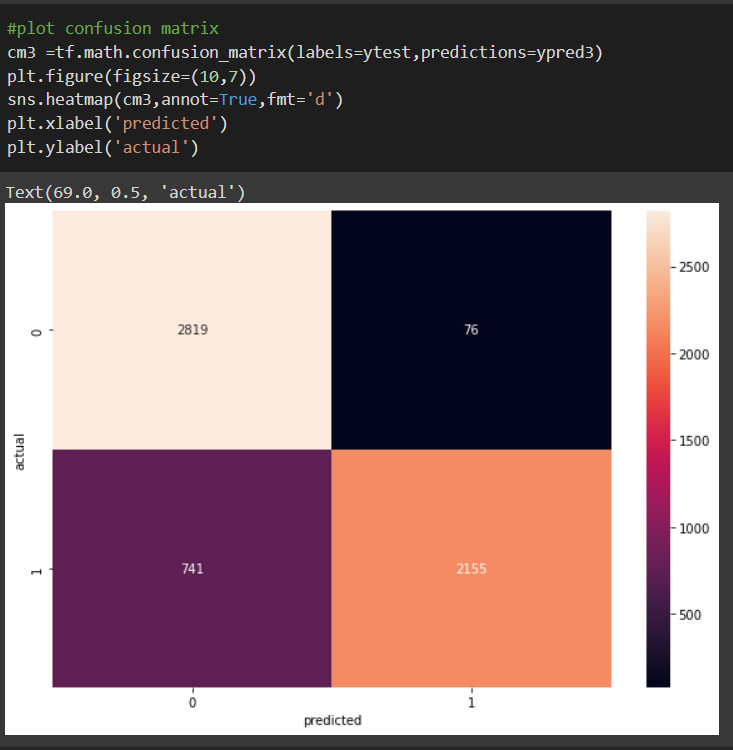 #plot confusion matrix
cm3 =tf.math.confusion_matrix(labels=ytest,predictions=ypred3)
plt.figure(figsize=(10,7))
sns.heatmap(cm3,annot=True,fmt='d')
plt.xlabel('predicted')
plt.ylabel('actual')
Text(69.0, 0.5, 'actual')
2500
0
2819
76
2000
actual
1500
1000
1
741
2155
500
0
1
predicted